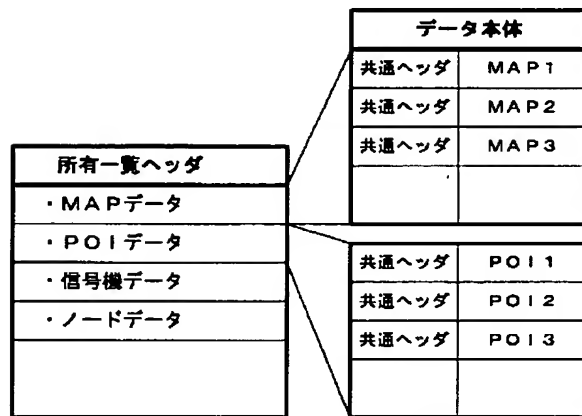 所有一覧ヘッダ
・MAPデータ
・POIデータ
・信号機データ
・ノードデータ
データ本体
共通ヘッダ MAP1
共通ヘッダ MAP2
共通ヘッダ MAP3
共通ヘッダ POI1
共通ヘッダ POI2
共通ヘッダ POI3